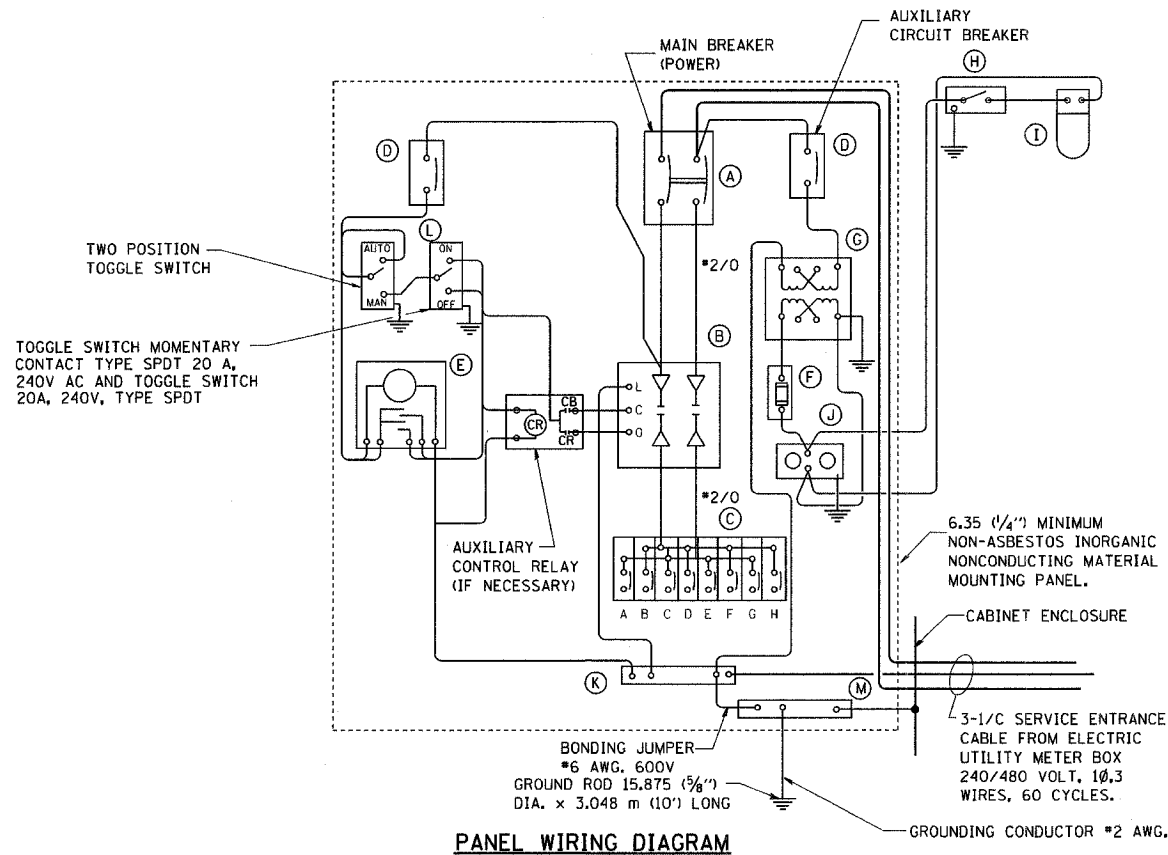 AUXILIARY
CIRCUIT BREAKER
MAIN BREAKER
(POWER)
H
I
D
A
D
L
G
TWO POSITION
TOGGLE SWITCH
AUTO
MAN
ON
OFF
#2/0
B
TOGGLE SWITCH MOMENTARY
CONTACT TYPE SPDT 20 A,
240V AC AND TOGGLE SWITCH
20A, 240V, TYPE SPDT
E
F
L
C
O
CB
CR
CR
J
#2/0
C
AUXILIARY
CONTROL RELAY
(IF NECESSARY)
6.35 (1/4") MINIMUM
NON-ASBESTOS INORGANIC
NONCONDUCTING MATERIAL
MOUNTING PANEL.
A B C D E F G H
CABINET ENCLOSURE
K
M
3-1/C SERVICE ENTRANCE
CABLE FROM ELECTRIC
UTILITY METER BOX
240/480 VOLT, 1Ø,3
WIRES, 60 CYCLES.
BONDING JUMPER
#6 AWG. 600V
GROUND ROD 15.875 (5/8")
DIA. x 3.048 m (10') LONG
GROUNDING CONDUCTOR #2 AWG.
PANEL WIRING DIAGRAM